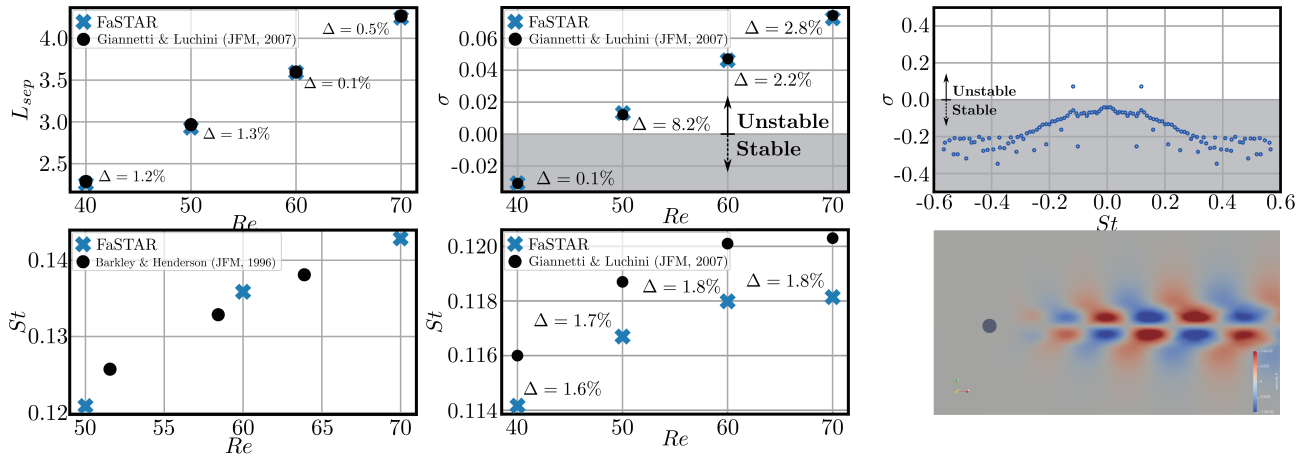 FaSTAR
Giannetti & Luchini (JFM, 2007)
4.0
3.5
3.0
2.5
L_sep
Δ = 0.5%
Δ = 0.1%
Δ = 1.3%
Δ = 1.2%
40 50 60 70
Re
FaSTAR
Giannetti & Luchini (JFM, 2007)
0.06
0.04
0.02
0.00
-0.02
σ
Δ = 2.8%
Δ = 2.2%
Δ = 8.2%
Unstable
Stable
Δ = 0.1%
40 50 60 70
Re
0.4
0.2
0.0
-0.2
-0.4
σ
Unstable
Stable
-0.6 -0.4 -0.2 0.0 0.2 0.4 0.6
St
FaSTAR
Barkley & Henderson (JFM, 1996)
0.14
0.13
0.12
St
50 55 60 65 70
Re
FaSTAR
Giannetti & Luchini (JFM, 2007)
0.120
0.118
0.116
0.114
St
Δ = 1.8%
Δ = 1.8%
Δ = 1.7%
Δ = 1.6%
40 50 60 70
Re